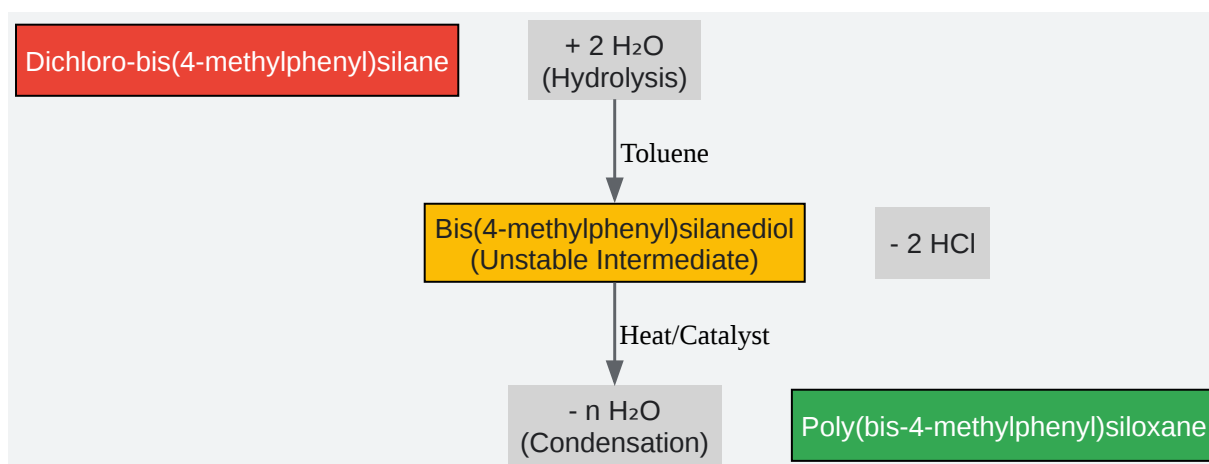 Dichloro-bis(4-methylphenyl)silane
+ 2 H₂O
(Hydrolysis)
Toluene
Bis(4-methylphenyl)silanediol
(Unstable Intermediate)
- 2 HCl
Heat/Catalyst
- n H₂O
(Condensation)
Poly(bis-4-methylphenyl)siloxane